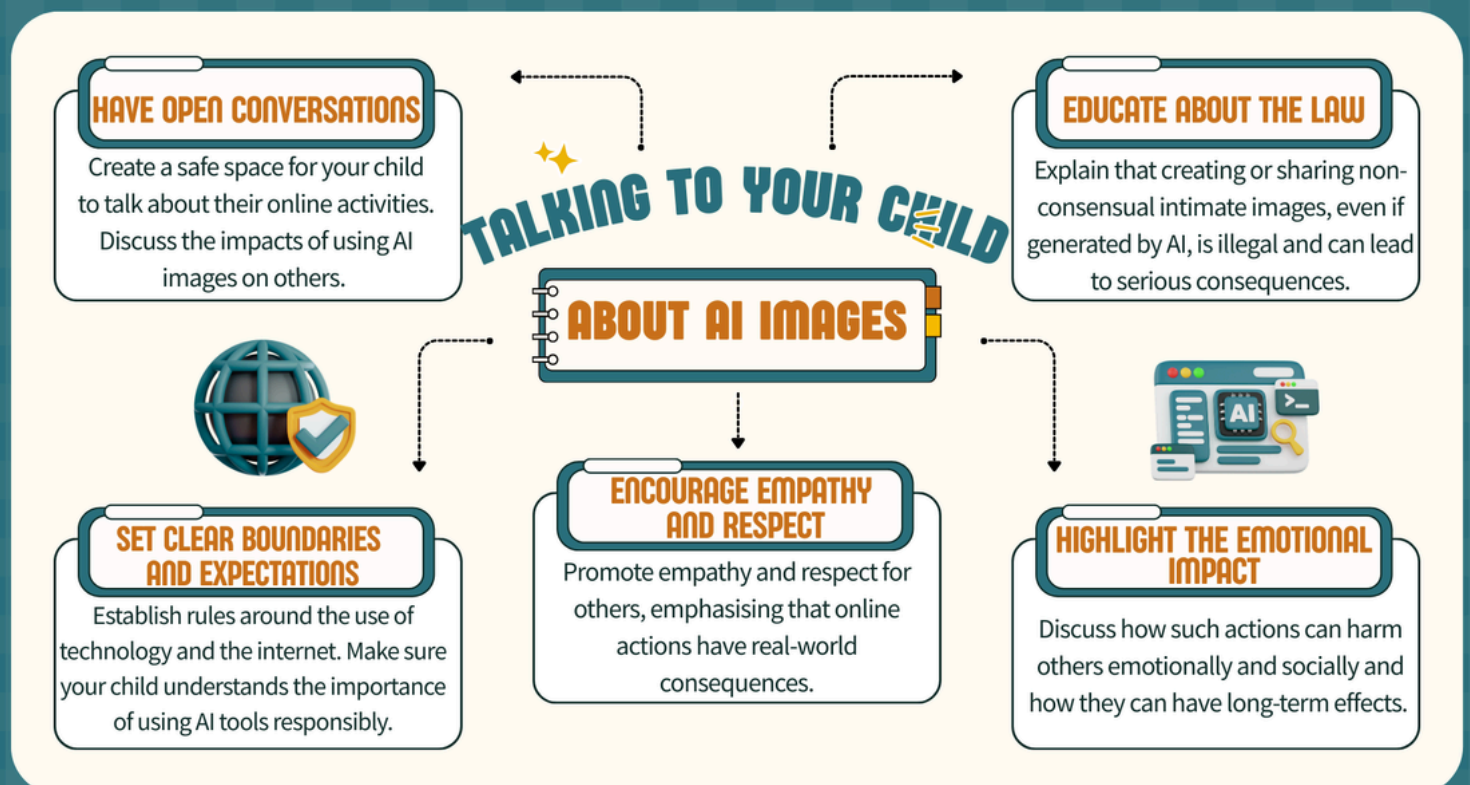 TALKING TO YOUR CHILD
ABOUT AI IMAGES
HAVE OPEN CONVERSATIONS
Create a safe space for your child
to talk about their online activities.
Discuss the impacts of using AI
images on others.
EDUCATE ABOUT THE LAW
Explain that creating or sharing non-
consensual intimate images, even if
generated by AI, is illegal and can lead
to serious consequences.
SET CLEAR BOUNDARIES
AND EXPECTATIONS
Establish rules around the use of
technology and the internet. Make sure
your child understands the importance
of using AI tools responsibly.
ENCOURAGE EMPATHY
AND RESPECT
Promote empathy and respect for
others, emphasising that online
actions have real-world
consequences.
HIGHLIGHT THE EMOTIONAL
IMPACT
Discuss how such actions can harm
others emotionally and socially and
how they can have long-term effects.
AI
>_